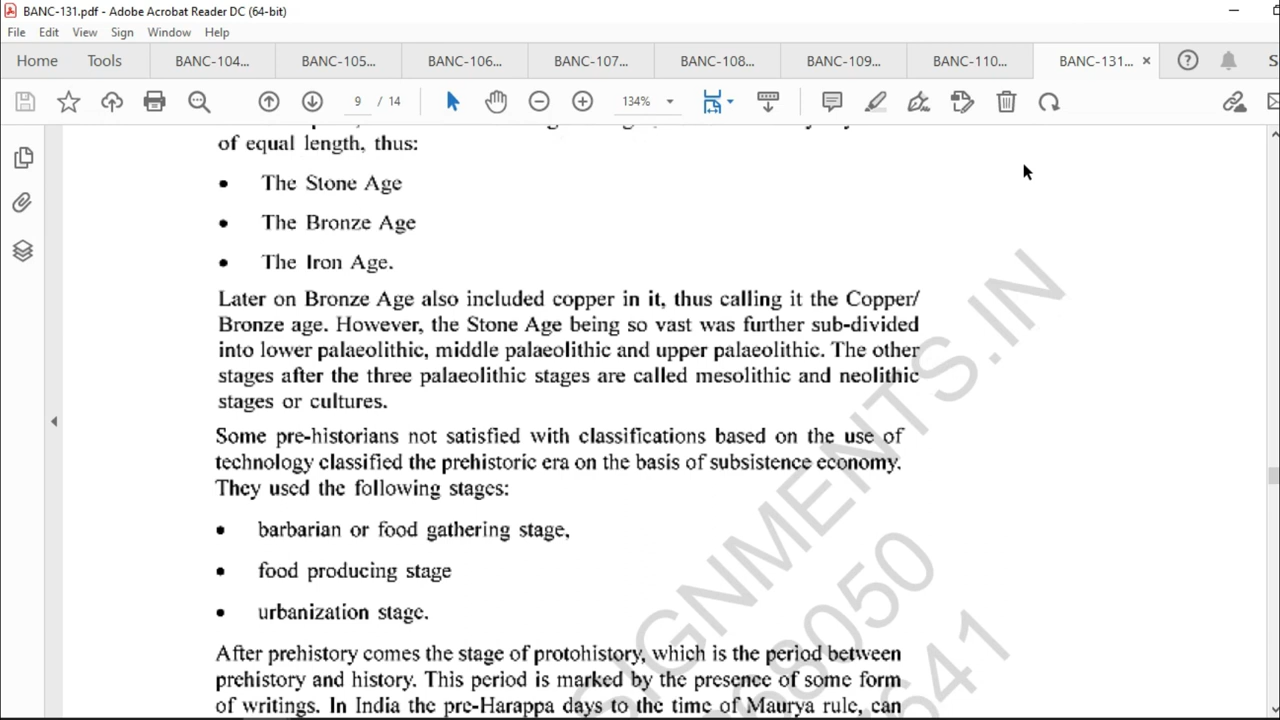 BANC-131.pdf - Adobe Acrobat Reader DC (64-bit)
File Edit View Sign Window Help
Home Tools BANC-104... BANC-105... BANC-106... BANC-107... BANC-108... BANC-109... BANC-110... BANC-131... ×
9 / 14 134%
of equal length, thus:
• The Stone Age
• The Bronze Age
• The Iron Age.
Later on Bronze Age also included copper in it, thus calling it the Copper/
Bronze age. However, the Stone Age being so vast was further sub-divided
into lower palaeolithic, middle palaeolithic and upper palaeolithic. The other
stages after the three palaeolithic stages are called mesolithic and neolithic
stages or cultures.
Some pre-historians not satisfied with classifications based on the use of
technology classified the prehistoric era on the basis of subsistence economy.
They used the following stages:
• barbarian or food gathering stage,
• food producing stage
• urbanization stage.
After prehistory comes the stage of protohistory, which is the period between
prehistory and history. This period is marked by the presence of some form
of writings. In India the pre-Harappa days to the time of Maurya rule, can
SIGNMENTS.IN
68050
641